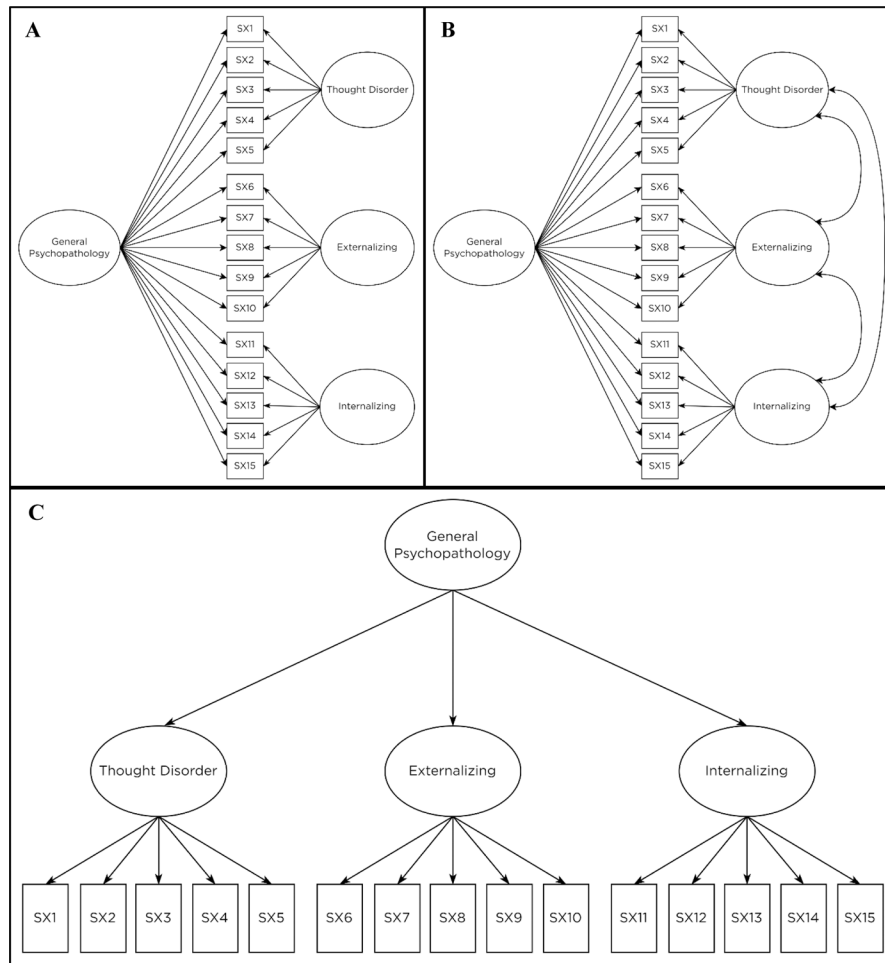 A
SX1
SX2
SX3
SX4
SX5
SX6
SX7
SX8
SX9
SX10
SX11
SX12
SX13
SX14
SX15
General
Psychopathology
Thought Disorder
Externalizing
Internalizing
B
SX1
SX2
SX3
SX4
SX5
SX6
SX7
SX8
SX9
SX10
SX11
SX12
SX13
SX14
SX15
General
Psychopathology
Thought Disorder
Externalizing
Internalizing
C
General
Psychopathology
Thought Disorder
Externalizing
Internalizing
SX1
SX2
SX3
SX4
SX5
SX6
SX7
SX8
SX9
SX10
SX11
SX12
SX13
SX14
SX15